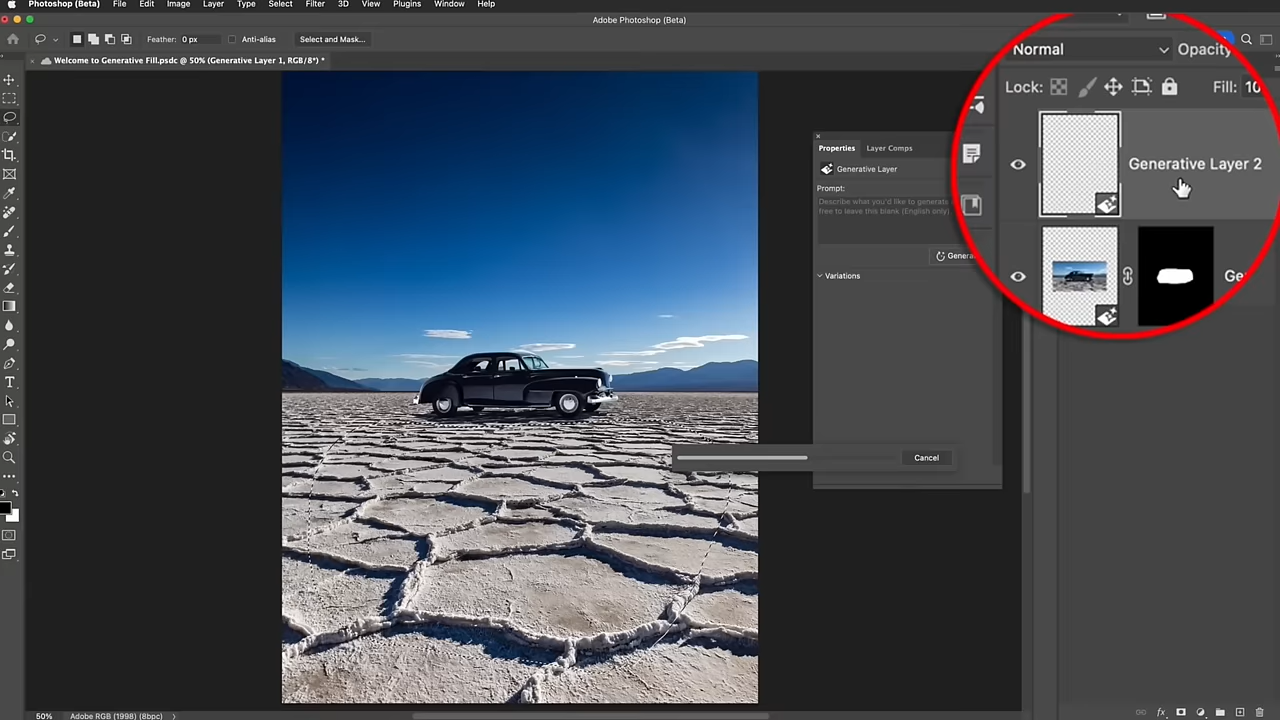 Photoshop (Beta) File Edit Image Layer Type Select Filter 3D View Plugins Window Help
Adobe Photoshop (Beta)
Feather: 0 px Anti-alias Select and Mask...
× Welcome to Generative Fill.psdc @ 50% (Generative Layer 1, RGB/8*) *
Normal Opacity
Lock: Fill: 10
Properties Layer Comps
Generative Layer
Prompt:
Describe what you'd like to generate
free to leave this blank (English only)
Generative Layer 2
Genera
Variations
Ge
Cancel
50% Adobe RGB (1998) (8bpc)